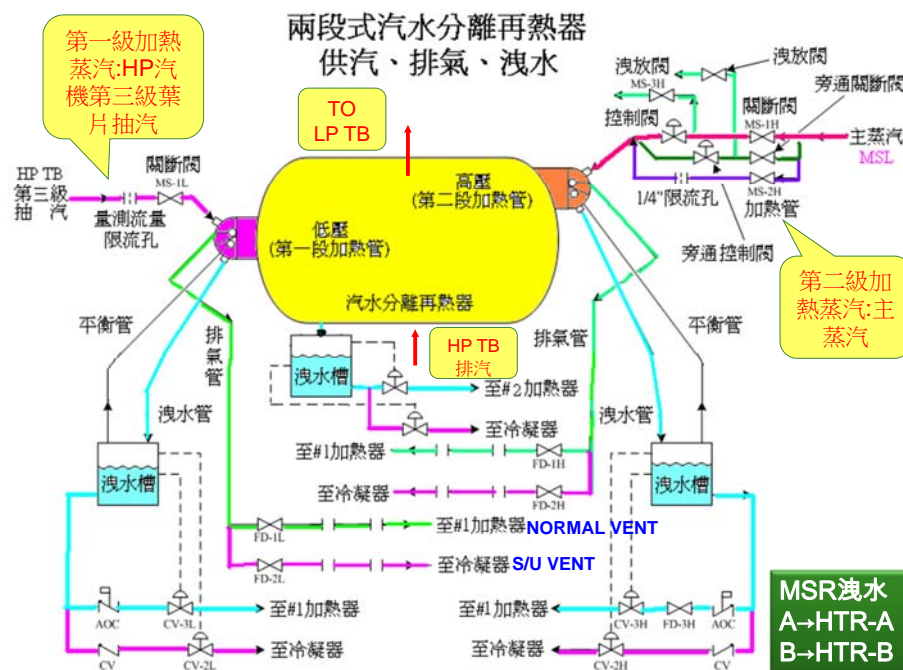 兩段式汽水分離再熱器
供汽、排氣、洩水
第一級加熱
蒸汽:HP汽
機第三級葉
片抽汽
TO
LP TB
洩放閥
MS-3H
洩放閥
旁通關斷閥
控制閥
關斷閥
MS-1H
主蒸汽
MSL
HP TB
第三級
抽 汽
關斷閥
MS-1L
量測流量
限流孔
高壓
(第二段加熱管)
低壓
(第一段加熱管)
汽水分離再熱器
MS-2H
1/4"限流孔
加熱管
旁通控制閥
第二級加
熱蒸汽:主
蒸汽
平衡管
排氣管
洩水槽
HP TB
排汽
排氣管
平衡管
至#2加熱器
至冷凝器
洩水管
洩水管
至#1加熱器
FD-1H
至冷凝器
FD-2H
洩水槽
洩水槽
FD-1L
至#1加熱器 NORMAL VENT
FD-2L
至冷凝器 S/U VENT
AOC
CV-3L
至#1加熱器
至#1加熱器
CV-3H
FD-3H
AOC
CV
CV-2L
至冷凝器
至冷凝器
CV-2H
CV
MSR洩水
A→HTR-A
B→HTR-B